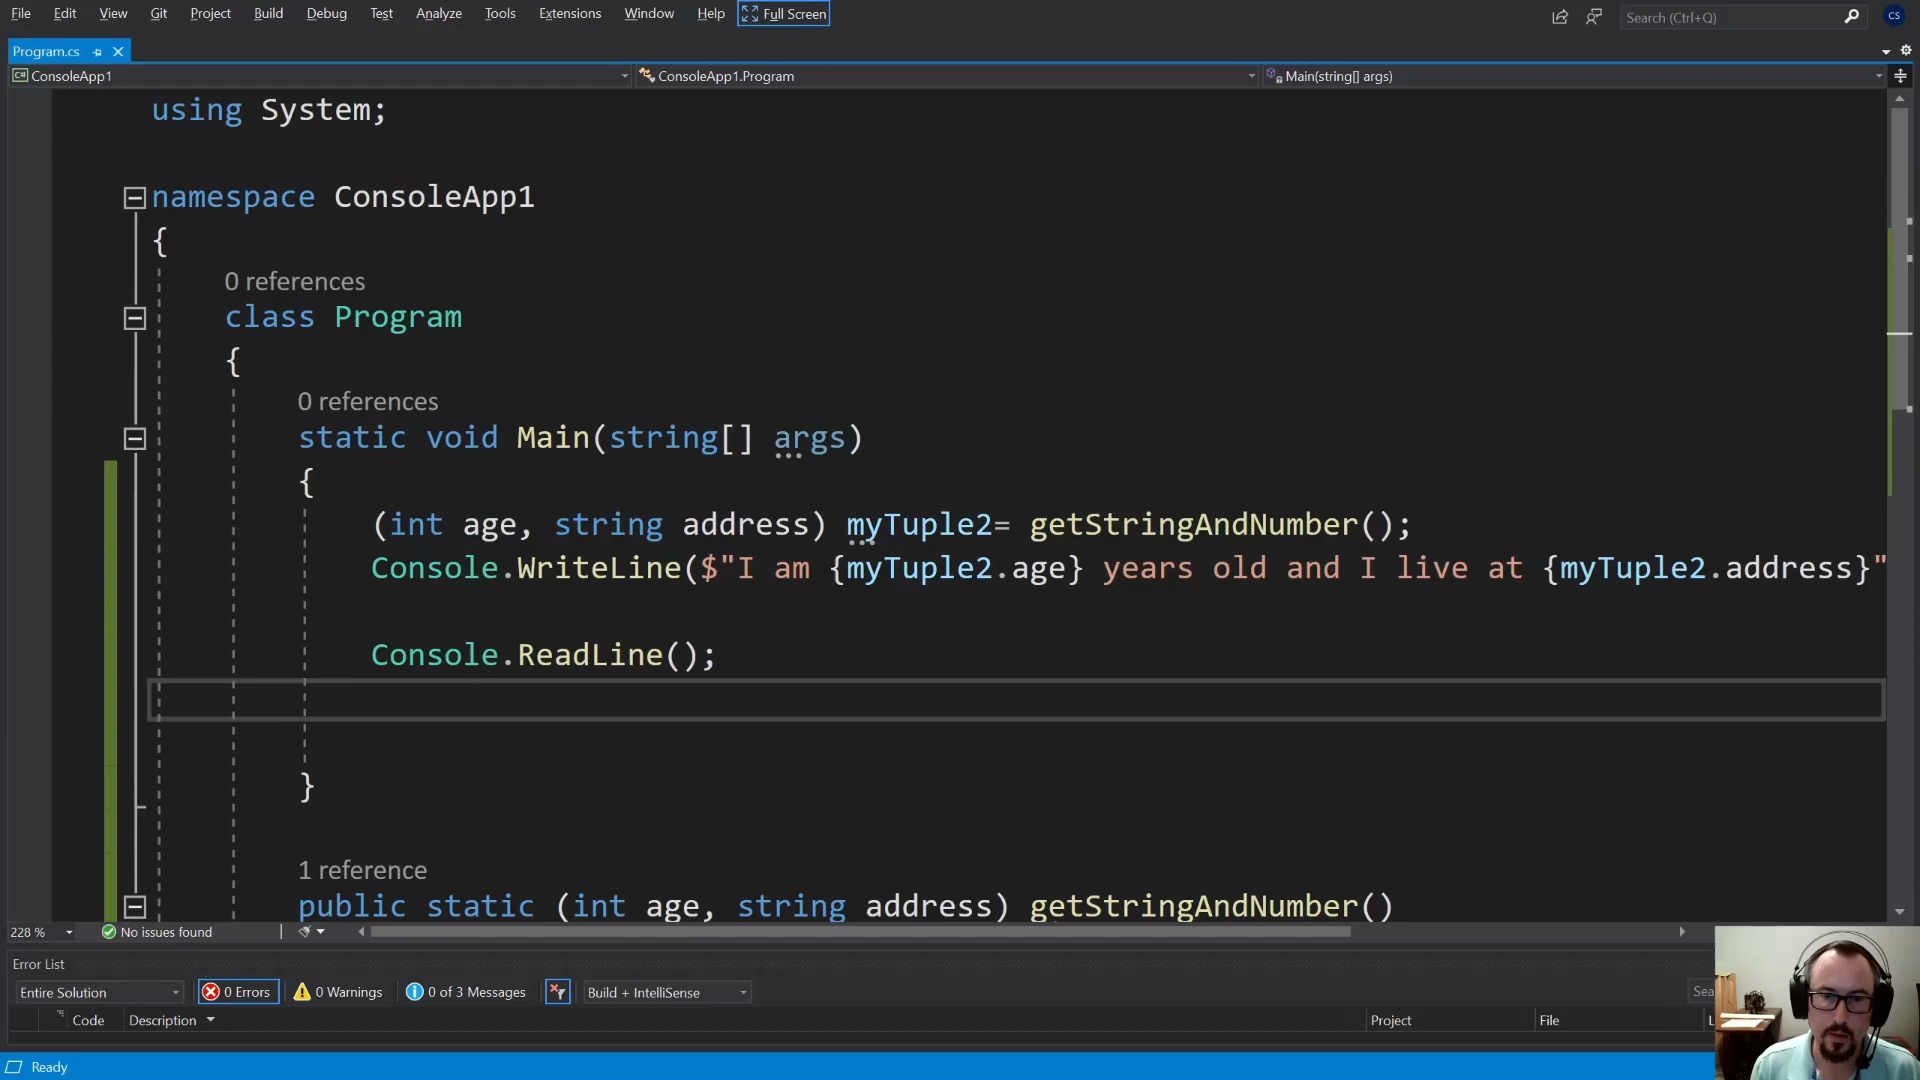 File Edit View Git Project Build Debug Test Analyze Tools Extensions Window Help Full Screen Search (Ctrl+Q) CS
Program.cs
C# ConsoleApp1 ConsoleApp1.Program Main(string[] args)
using System;
namespace ConsoleApp1
{
0 references
class Program
{
0 references
static void Main(string[] args)
{
(int age, string address) myTuple2= getStringAndNumber();
Console.WriteLine($"I am {myTuple2.age} years old and I live at {myTuple2.address}"
Console.ReadLine();
}
1 reference
public static (int age, string address) getStringAndNumber()
228 % No issues found
Error List
Entire Solution 0 Errors 0 Warnings 0 of 3 Messages Build + IntelliSense Sea
Code Description Project File L
Ready